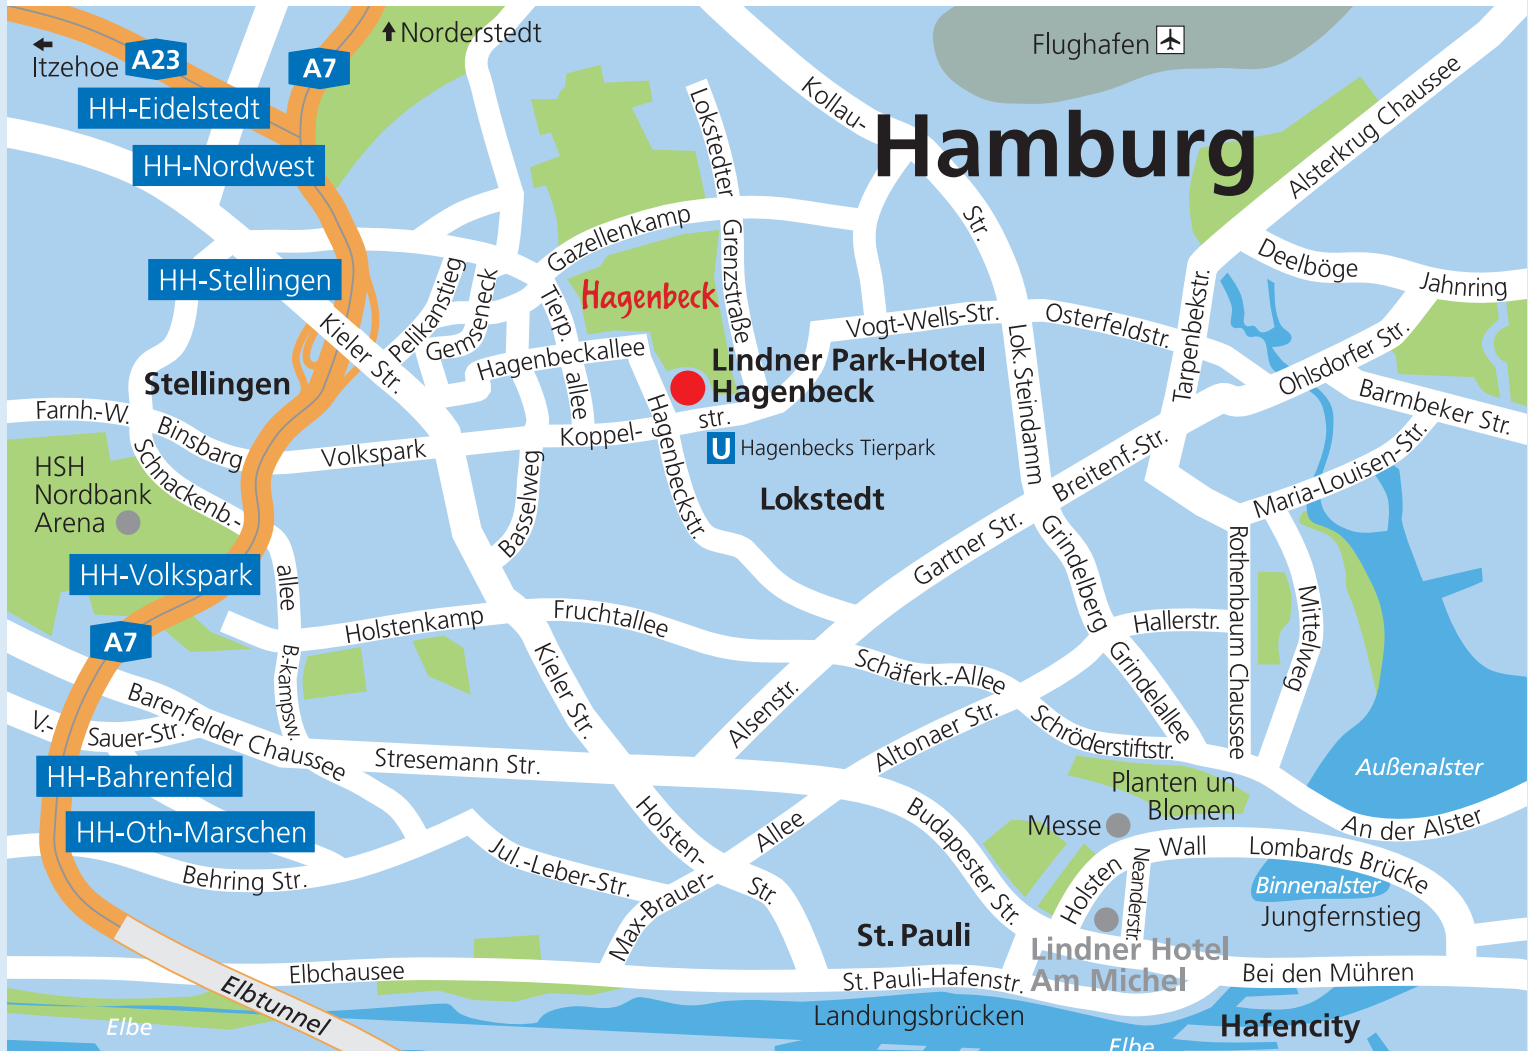 Norderstedt
Itzehoe
A23
A7
Flughafen
HH-Eidelstedt
HH-Nordwest
Hamburg
Kollau-
Str.
Lokstedter
Grenzstraße
Alsterkrug Chaussee
Gazellenkamp
Deelböge
Jahnring
HH-Stellingen
Pelikanstieg
Gemseneck
Tierp.
allee
Hagenbeck
Kieler Str.
Vogt-Wells-Str.
Osterfeldstr.
Tarpenbekstr.
Ohlsdorfer Str.
Lok. Steindamm
Hagenbeckallee
Lindner Park-Hotel
Hagenbeck
Stellingen
Barmbeker Str.
Farnh.-W.
Binsbarg
Volkspark
Koppel-
str.
U
Hagenbecks Tierpark
Hagenbeckstr.
Schnackenb.-
allee
HSH
Nordbank
Arena
Basselweg
Lokstedt
Breitenf.-Str.
Maria-Louisen-Str.
Gartner Str.
Grindelberg
Rothenbaum Chaussee
Mittelweg
HH-Volkspark
A7
Holstenkamp
Fruchtallee
Hallerstr.
B.-kampsw.
Kieler Str.
Schäferk.-Allee
Grindelallee
Barenfelder Chaussee
V.-
Sauer-Str.
Alsenstr.
Altonaer Str.
Schröderstiftstr.
Stresemann Str.
HH-Bahrenfeld
Außenalster
Planten un
Blomen
HH-Oth-Marschen
Holsten-
Str.
Allee
Max-Brauer-
Budapester Str.
Messe
An der Alster
Holsten
Wall
Lombards Brücke
Neanderstr.
Binnenalster
Jungfernstieg
Jul.-Leber-Str.
Behring Str.
St. Pauli
Lindner Hotel
Am Michel
Elbchausee
St. Pauli-Hafenstr.
Bei den Mühren
Elbtunnel
Landungsbrücken
Hafencity
Elbe
Elbe